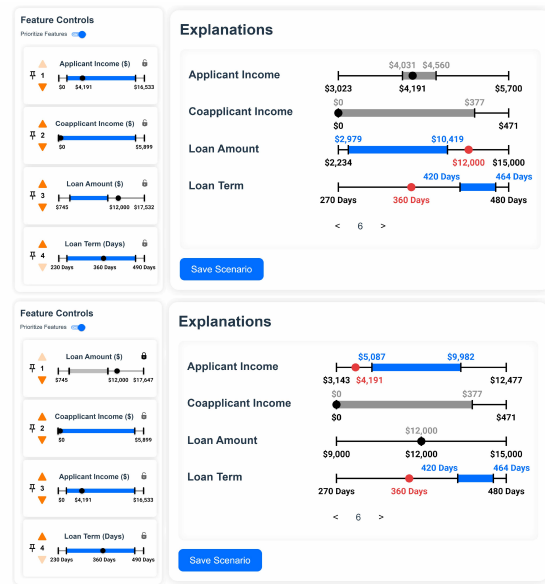 Feature Controls
Prioritize Features
1
Applicant Income ($)
$0 $4,191 $16,533
2
Coapplicant Income ($)
$0 $5,899
3
Loan Amount ($)
$745 $12,000 $17,532
4
Loan Term (Days)
230 Days 360 Days 490 Days
Explanations
$4,031 $4,560
Applicant Income
$3,023 $4,191 $5,700
$0 $377
Coapplicant Income
$0 $471
$2,979 $10,419
Loan Amount
$2,234 $12,000 $15,000
420 Days 464 Days
Loan Term
270 Days 360 Days 480 Days
< 6 >
Save Scenario
Feature Controls
Prioritize Features
1
Loan Amount ($)
$745 $12,000 $17,647
2
Coapplicant Income ($)
$0 $5,899
3
Applicant Income ($)
$0 $4,191 $16,533
4
Loan Term (Days)
230 Days 360 Days 490 Days
Explanations
$5,087 $9,982
Applicant Income
$3,143 $4,191 $12,477
$0 $377
Coapplicant Income
$0 $471
$12,000
Loan Amount
$9,000 $12,000 $15,000
420 Days 464 Days
Loan Term
270 Days 360 Days 480 Days
< 6 >
Save Scenario